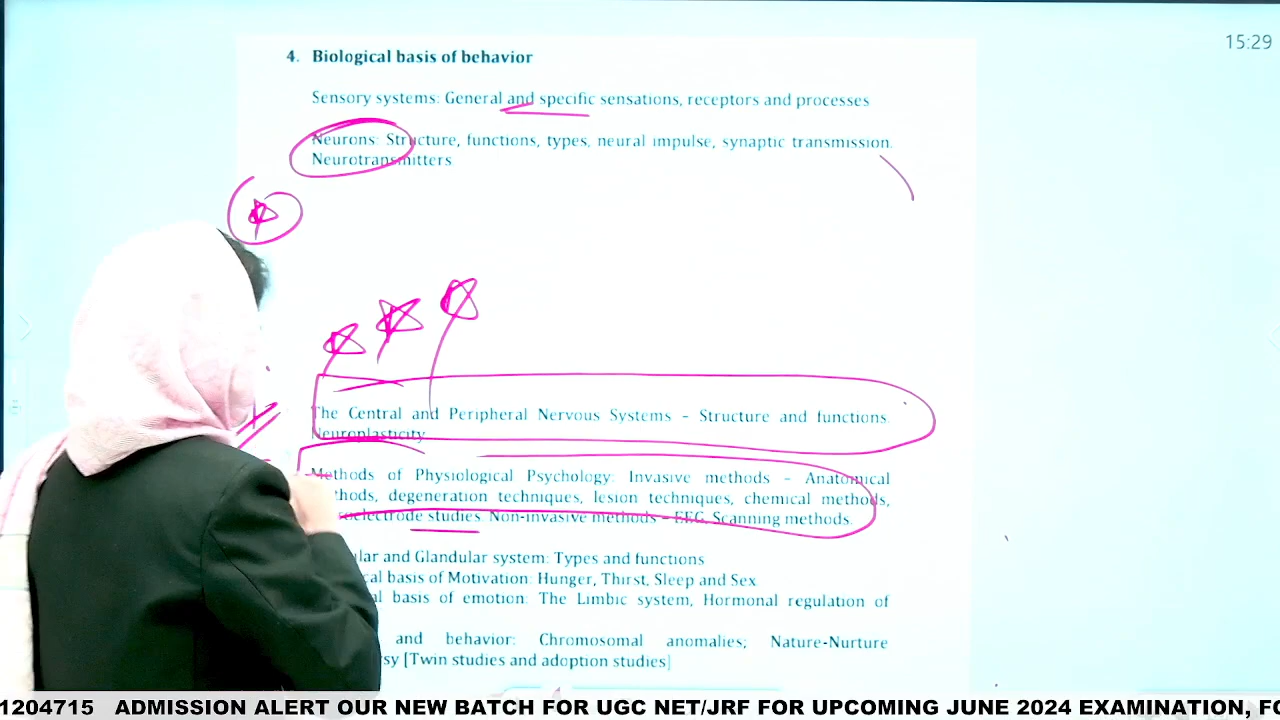 15:29
4. Biological basis of behavior
Sensory systems: General and specific sensations, receptors and processes
Neurons: Structure, functions, types, neural impulse, synaptic transmission.
Neurotransmitters
The Central and Peripheral Nervous Systems – Structure and functions.
Neuroplasticity.
Methods of Physiological Psychology: Invasive methods – Anatomical
methods, degeneration techniques, lesion techniques, chemical methods,
studies. Non-invasive methods – EEG, Scanning methods.
and Glandular system: Types and functions
basis of Motivation: Hunger, Thirst, Sleep and Sex
basis of emotion: The Limbic system, Hormonal regulation of
and behavior: Chromosomal anomalies; Nature-Nurture
[Twin studies and adoption studies]
1204715 ADMISSION ALERT OUR NEW BATCH FOR UGC NET/JRF FOR UPCOMING JUNE 2024 EXAMINATION,